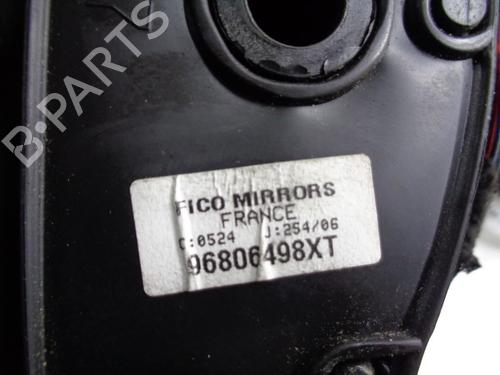 B-PARTS
FICO MIRRORS
FRANCE
C:0524 J:254/06
96806498XT